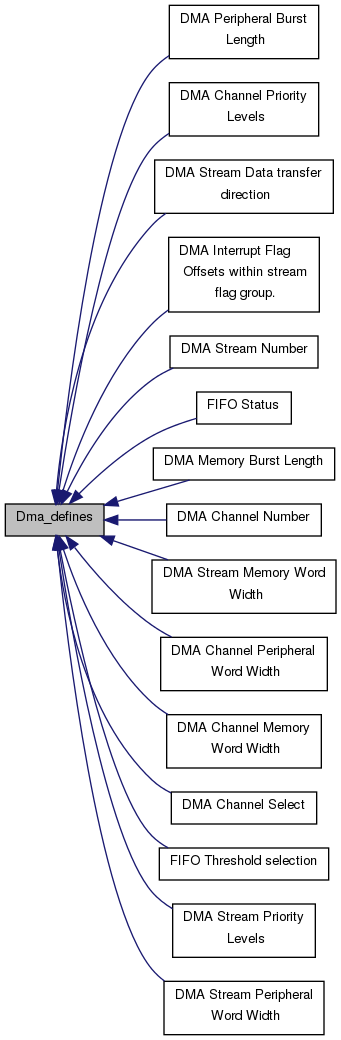 DMA Peripheral Burst
Length
DMA Channel Priority
Levels
DMA Stream Data transfer
direction
DMA Interrupt Flag
Offsets within stream
flag group.
DMA Stream Number
FIFO Status
DMA Memory Burst Length
Dma_defines
DMA Channel Number
DMA Stream Memory Word
Width
DMA Channel Peripheral
Word Width
DMA Channel Memory
Word Width
DMA Channel Select
FIFO Threshold selection
DMA Stream Priority
Levels
DMA Stream Peripheral
Word Width